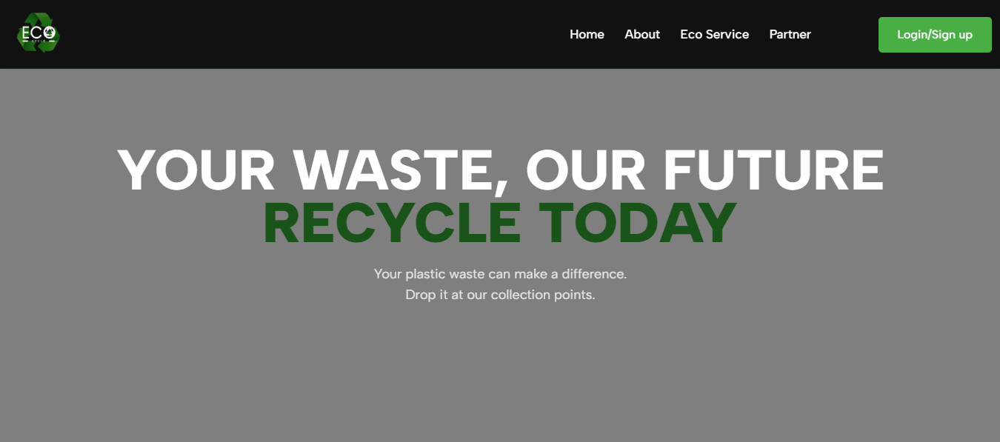 ECO
CYCLE
Home
About
Eco Service
Partner
Login/Sign up
YOUR WASTE, OUR FUTURE
RECYCLE TODAY
Your plastic waste can make a difference.
Drop it at our collection points.